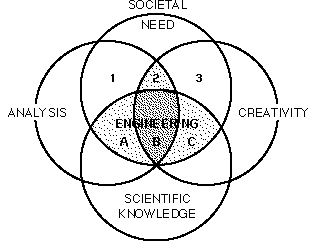 SOCIETAL
NEED
1 2 3
ANALYSIS
CREATIVITY
ENGINEERING
A B C
SCIENTIFIC
KNOWLEDGE